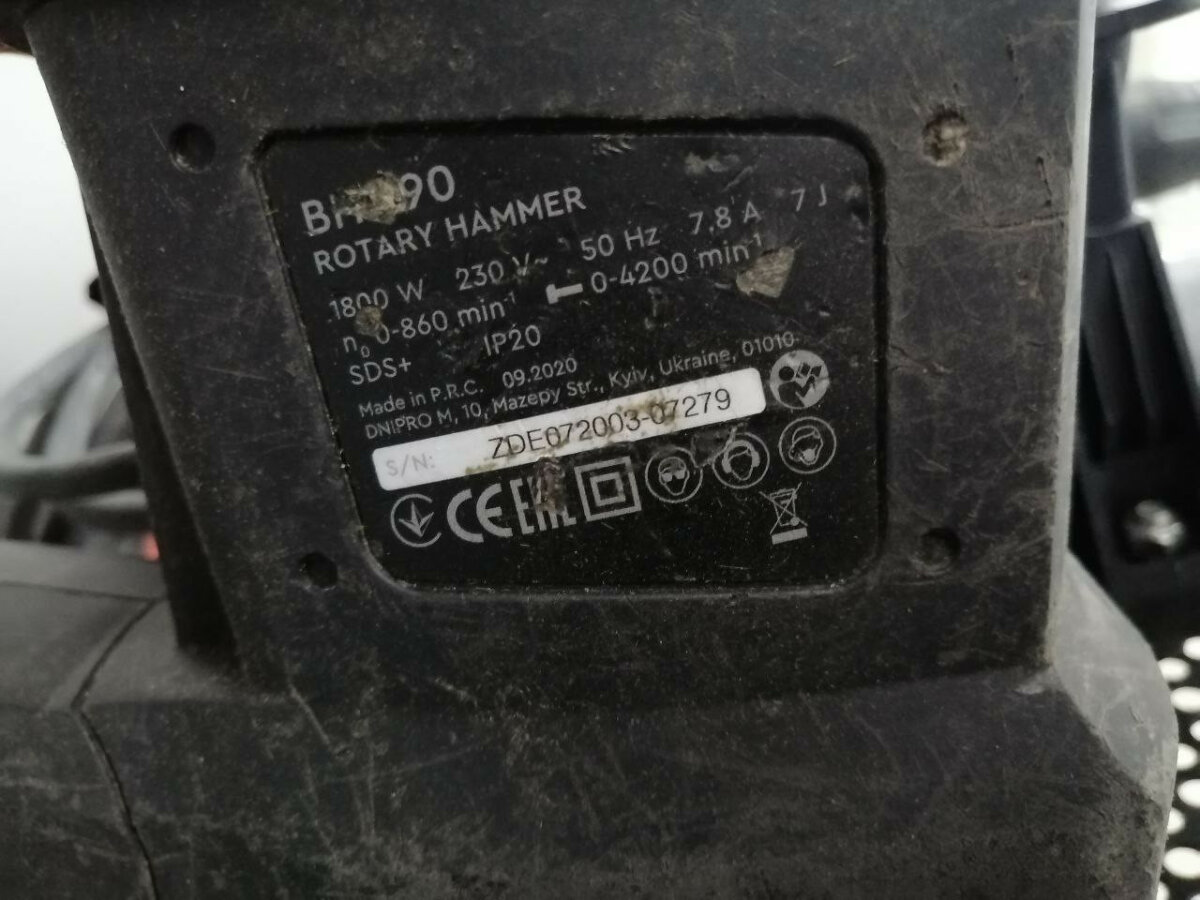 ROTARY HAMMER
1800 W 230 V~ 50 Hz 7,8 A 7 J
n₀ 0-860 min⁻¹ 0-4200 min⁻¹
SDS+ IP20
Made in P.R.C. 09.2020
DNIPRO M, 10, Mazepy Str., Kyiv, Ukraine, 01010
S/N: ZDE672003-07279
CE EAC